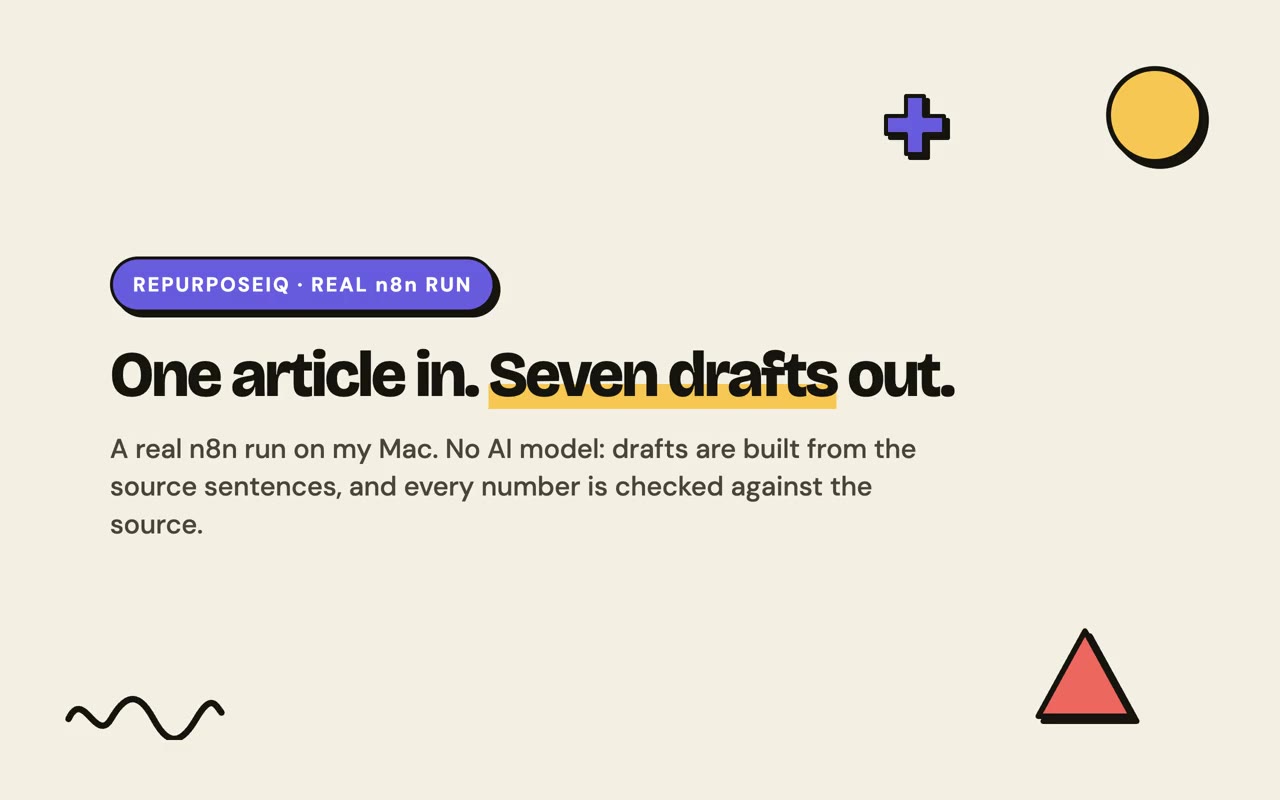 REPURPOSEIQ · REAL n8n RUN
One article in. Seven drafts out.
A real n8n run on my Mac. No AI model: drafts are built from the
source sentences, and every number is checked against the
source.